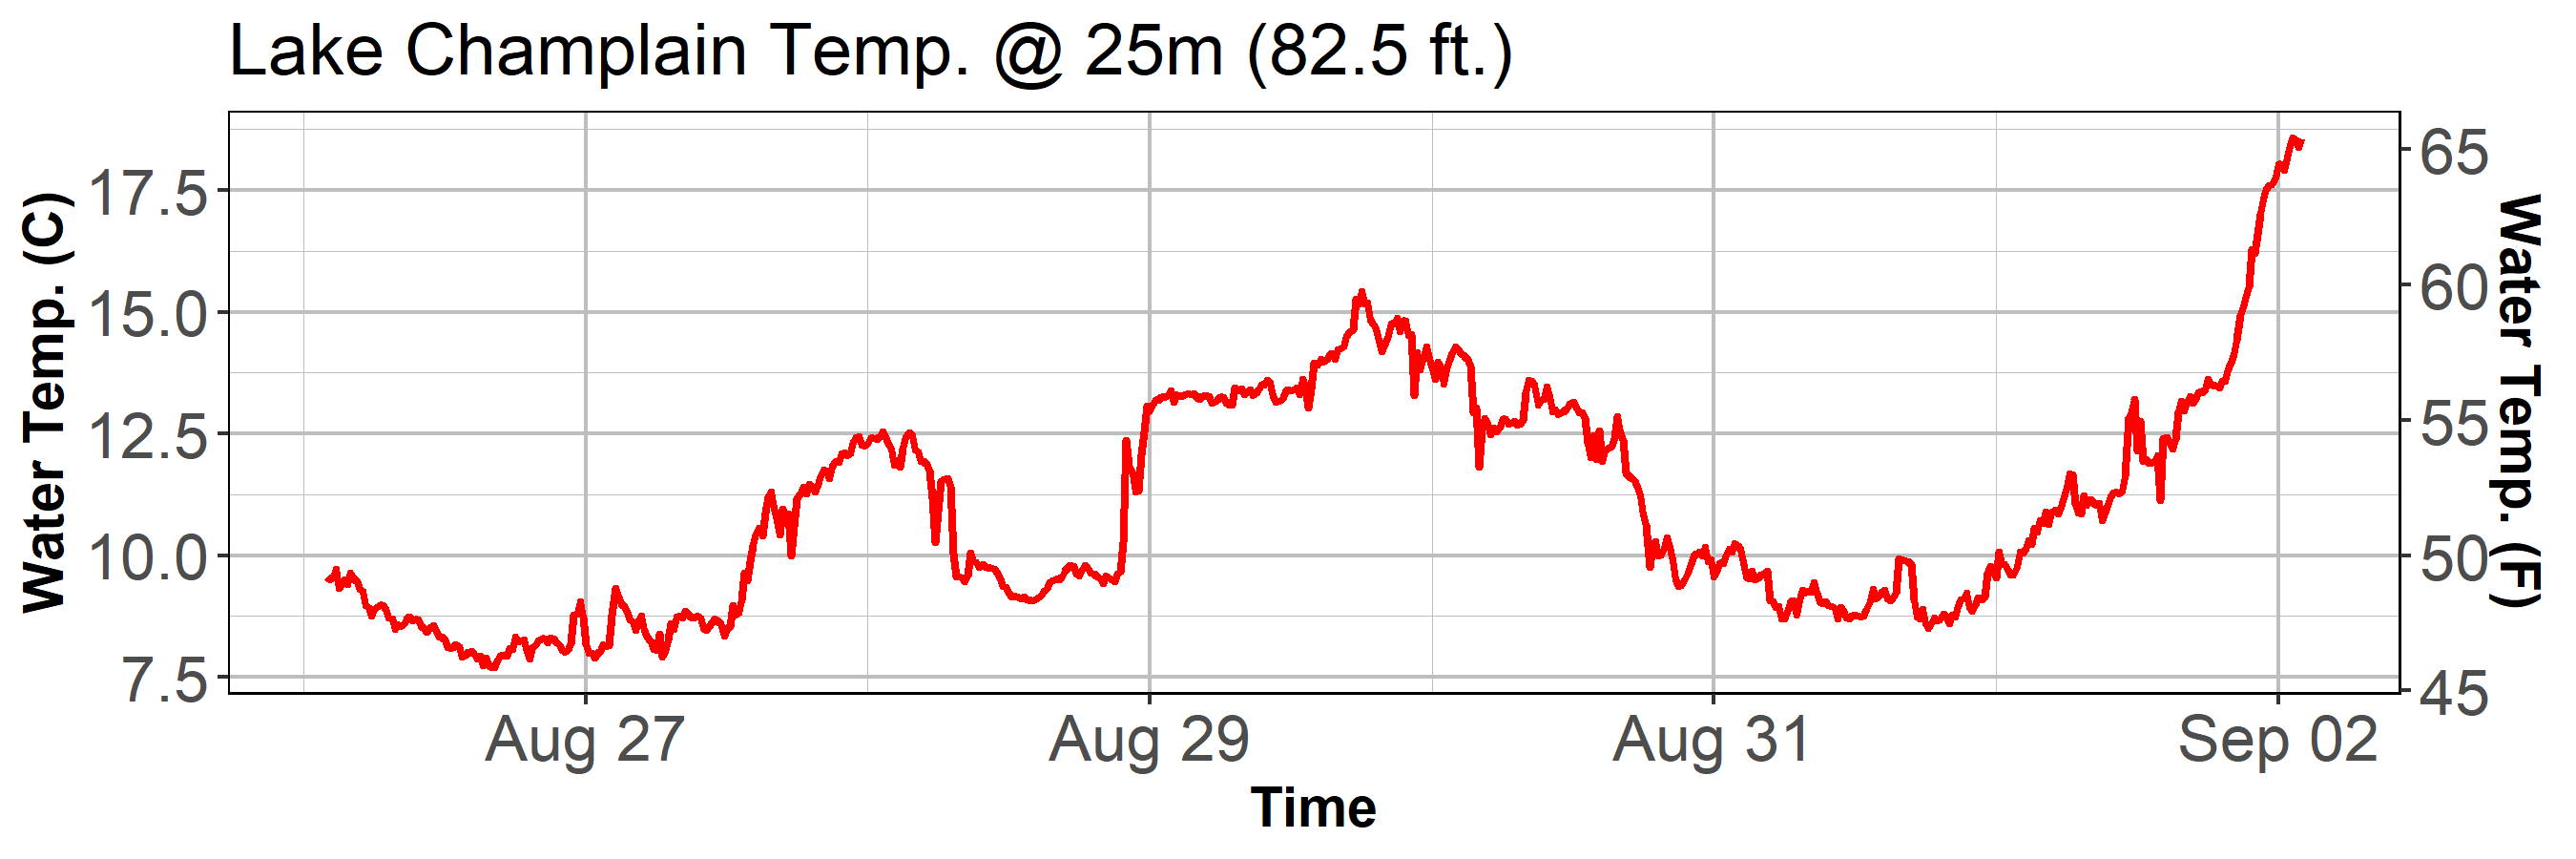 Lake Champlain Temp. @ 25m (82.5 ft.)
Water Temp. (C)
17.5
15.0
12.5
10.0
7.5
65
60
55
50
45
Water Temp. (F)
Aug 27
Aug 29
Aug 31
Sep 02
Time